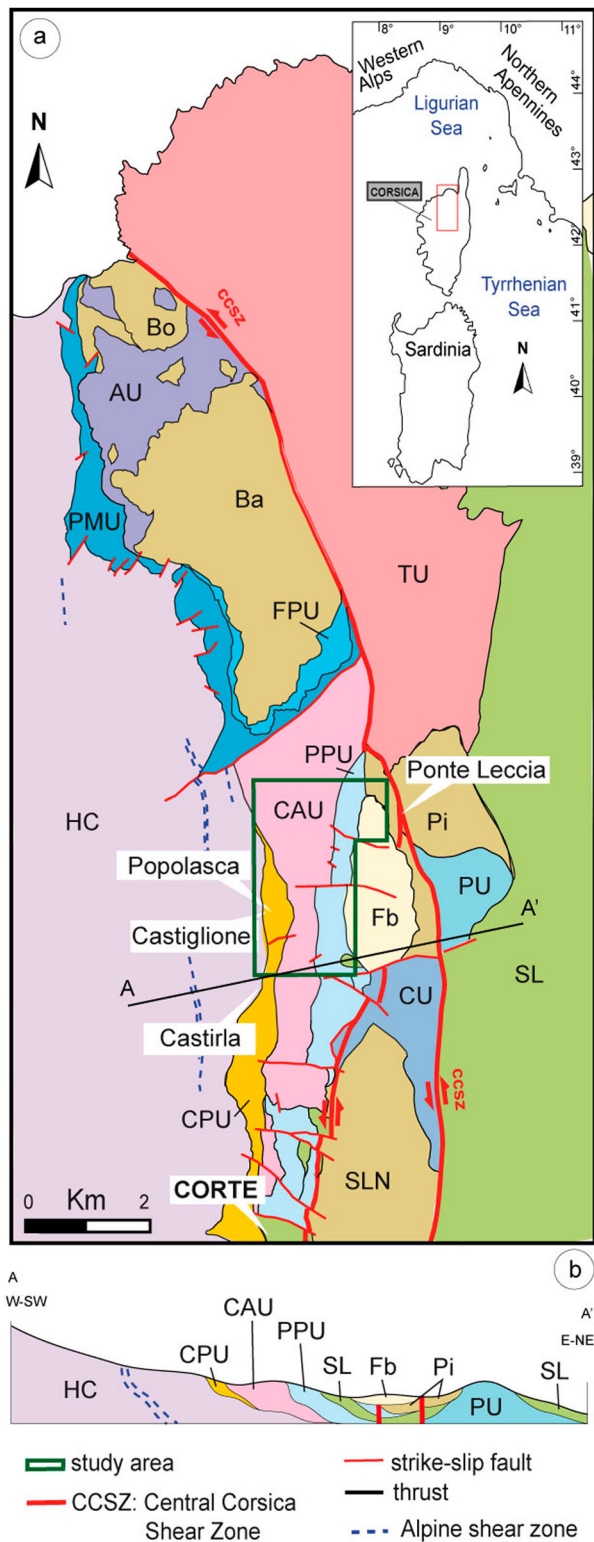 a
8° 9° 10° 11°
Western
Alps
Northern
Apennines
Ligurian
Sea
44°
43°
42°
41°
40°
39°
CORSICA
Tyrrhenian
Sea
Sardinia
N
N
CCSZ
Bo
AU
Ba
PMU
TU
FPU
PPU
Ponte Leccia
HC
CAU
Pi
Popolasca
PU
Castiglione
Fb
A'
SL
A
CU
Castirla
CCSZ
CPU
SLN
CORTE
0 Km 2
b
A
W-SW
A'
E-NE
CAU
PPU
CPU
SL
Fb
Pi
SL
HC
PU
study area
strike-slip fault
CCSZ: Central Corsica
Shear Zone
thrust
Alpine shear zone